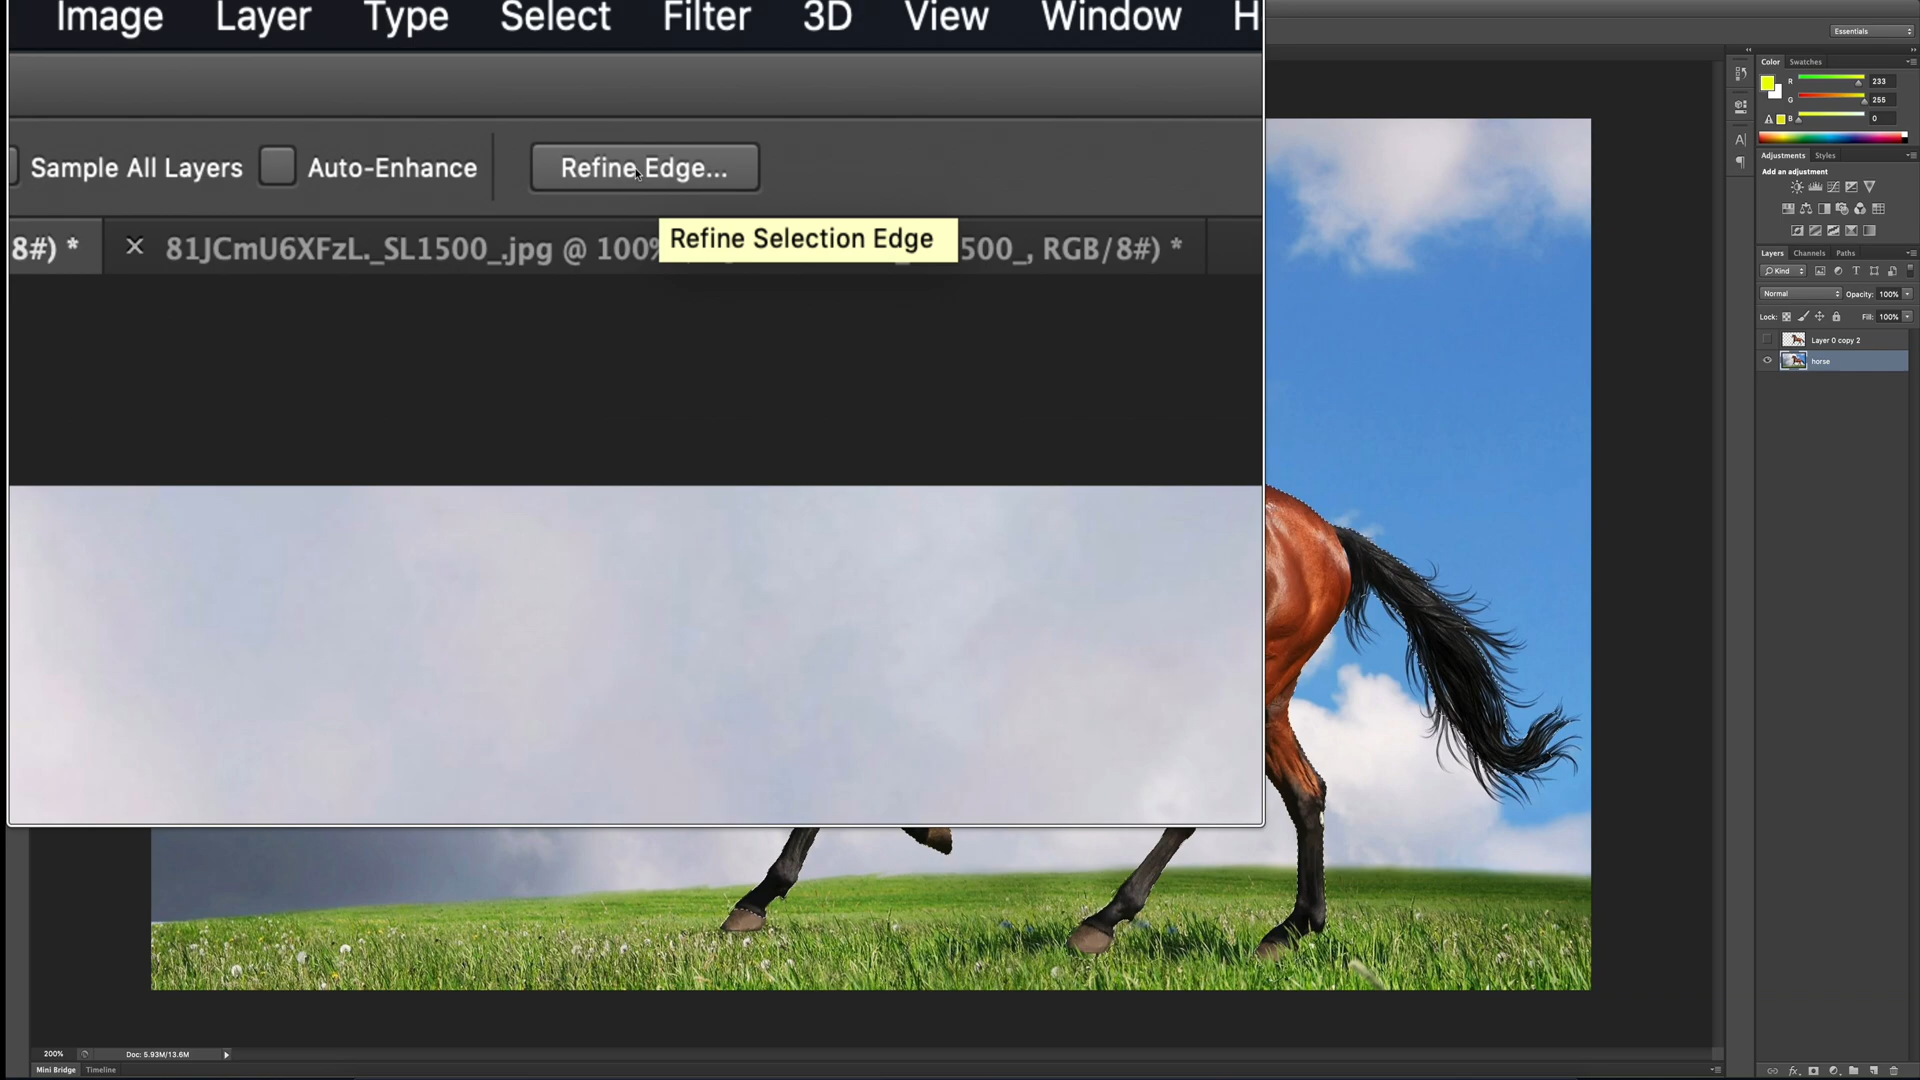 Image Layer Type Select Filter 3D View Window H
Essentials
Sample All Layers Auto-Enhance Refine Edge...
8#) * × 81JCmU6XFzL._SL1500_.jpg @ 100% 500_, RGB/8#) *
Refine Selection Edge
Color Swatches
R 233
G 255
B 0
Adjustments Styles
Add an adjustment
Layers Channels Paths
Kind
Normal Opacity: 100%
Lock: Fill: 100%
Layer 0 copy 2
horse
200% Doc: 5.93M/13.6M
Mini Bridge Timeline